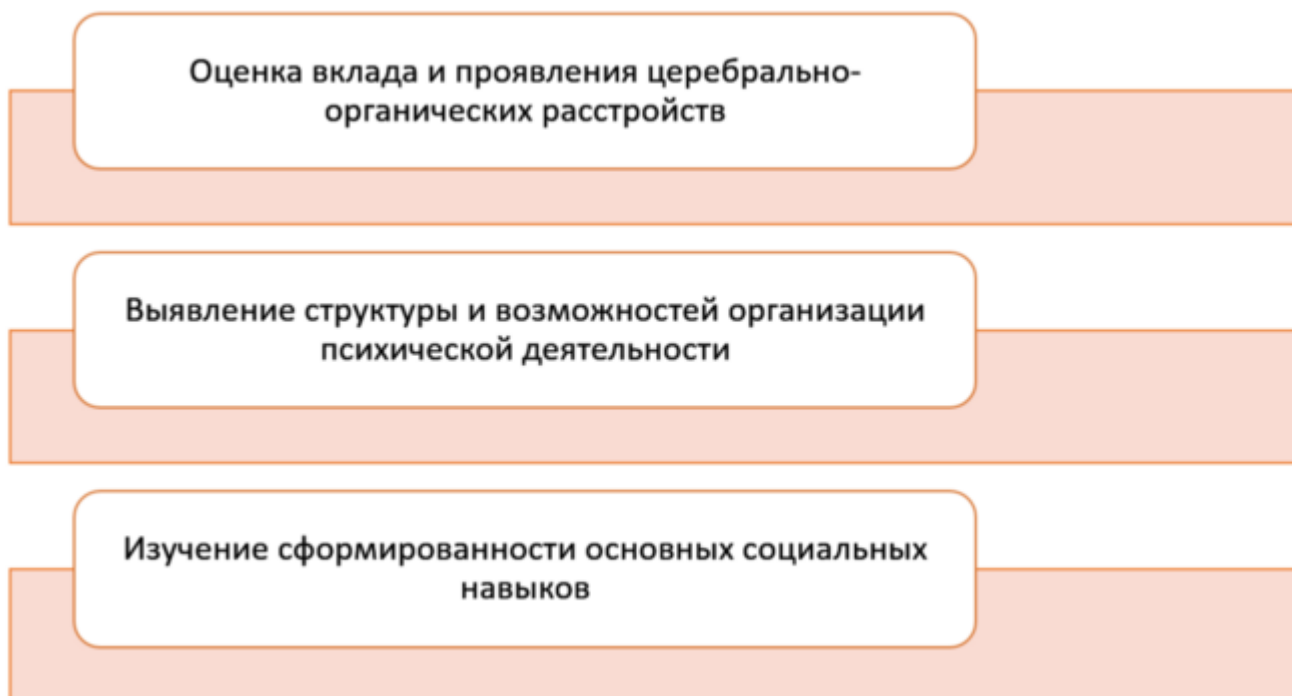 Оценка вклада и проявления церебрально-
органических расстройств
Выявление структуры и возможностей организации
психической деятельности
Изучение сформированности основных социальных
навыков